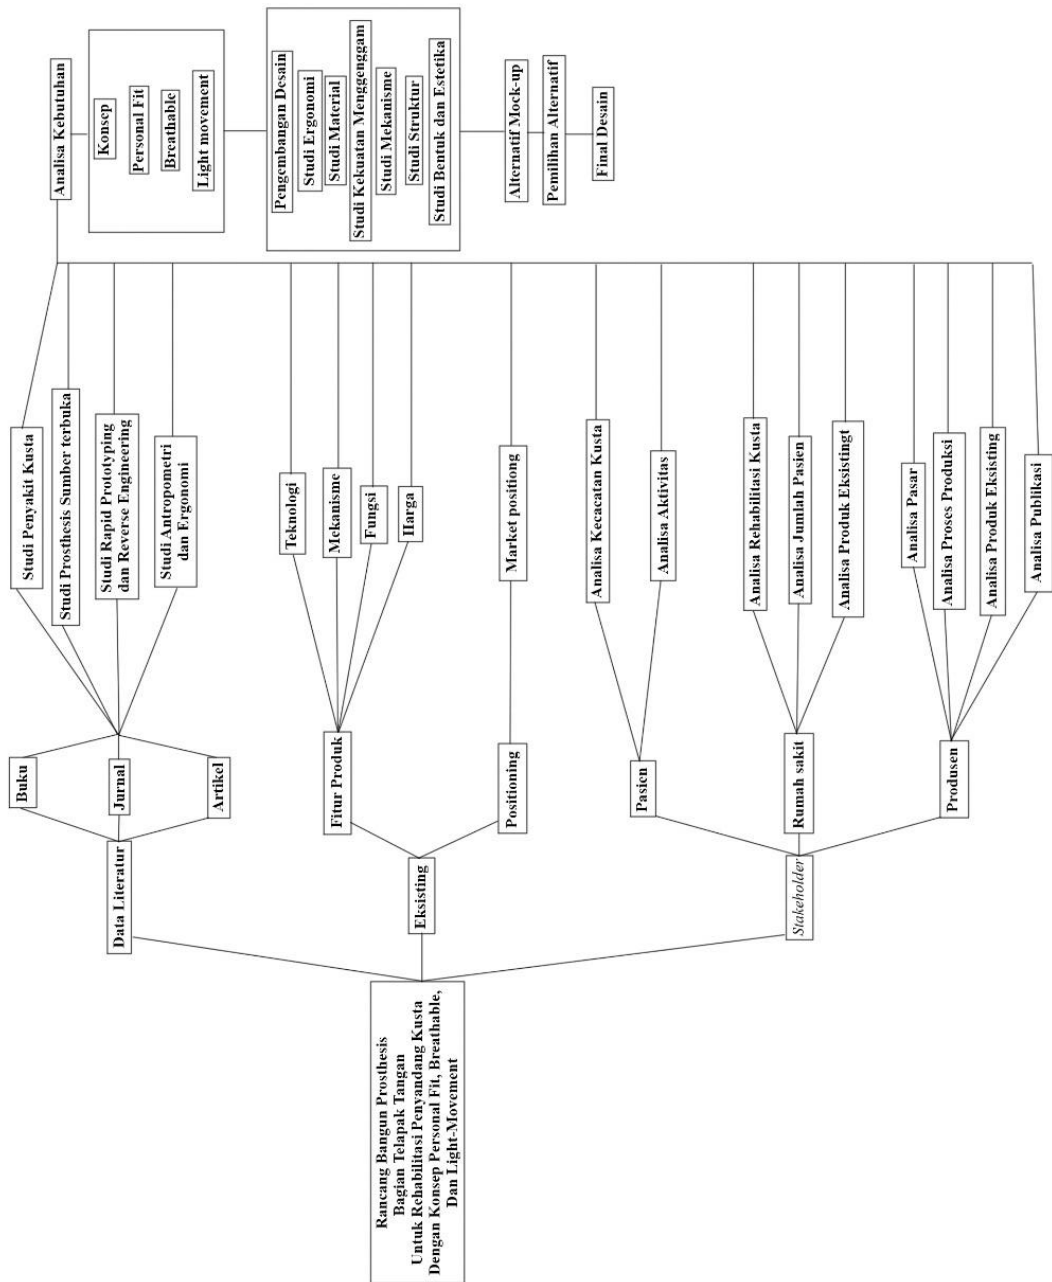 Rancang Bangun Prosthesis
Bagian Telapak Tangan
Untuk Rehabilitasi Penyandang Kusta
Dengan Konsep Personal Fit, Breathable,
Dan Light-Movement
Data Literatur
Eksisting
Stakeholder
Buku
Jurnal
Artikel
Fitur Produk
Positioning
Pasien
Rumah sakit
Produsen
Studi Penyakit Kusta
Studi Prosthesis Sumber terbuka
Studi Rapid Prototyping
dan Reverse Engineering
Studi Antropometri
dan Ergonomi
Teknologi
Mekanisme
Fungsi
Harga
Market positiong
Analisa Kecacatan Kusta
Analisa Aktivitas
Analisa Rehabilitasi Kusta
Analisa Jumlah Pasien
Analisa Produk Eksistingt
Analisa Pasar
Analisa Proses Produksi
Analisa Produk Eksisting
Analisa Publikasi
Analisa Kebutuhan
Konsep
Personal Fit
Breathable
Light movement
Pengembangan Desain
Studi Ergonomi
Studi Material
Studi Kekuatan Menggenggam
Studi Mekanisme
Studi Struktur
Studi Bentuk dan Estetika
Alternatif Mock-up
Pemilihan Alternatif
Final Desain